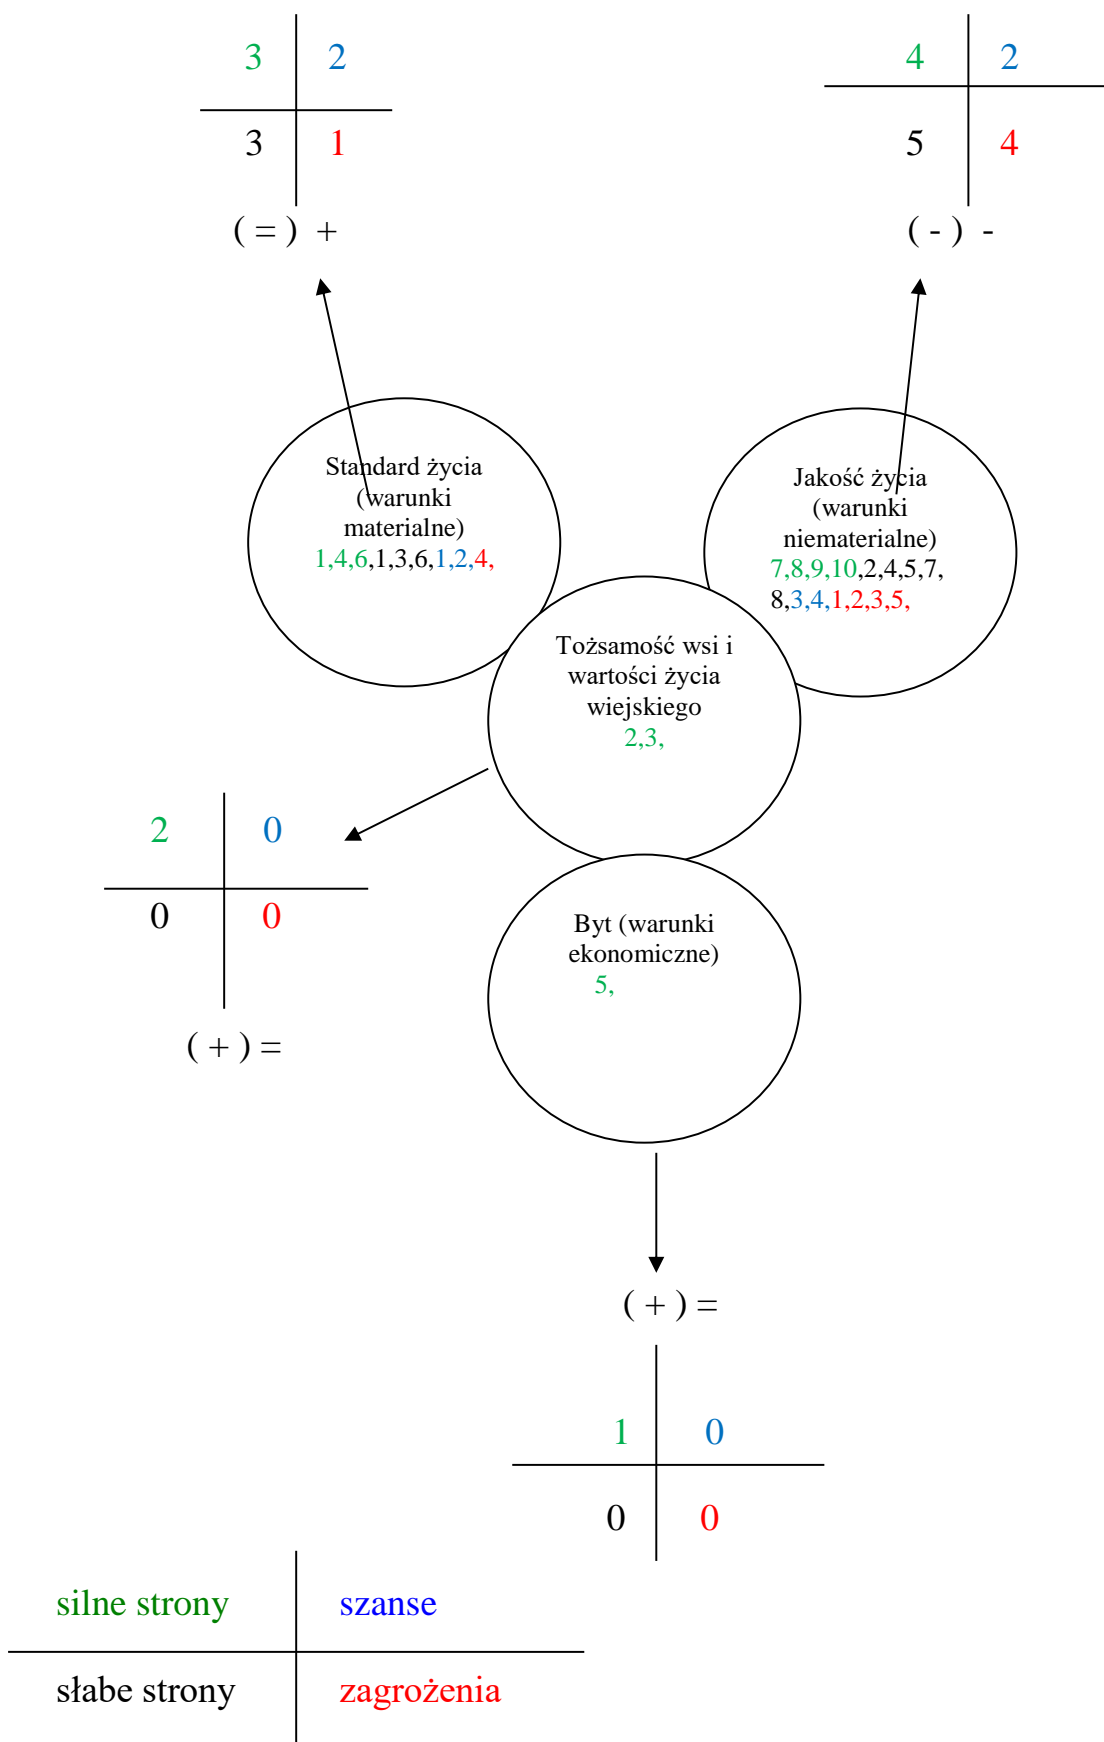 3 2
3 1
( = ) +
4 2
5 4
( - ) -
Standard życia
(warunki
materialne)
1,4,6,1,3,6,1,2,4,
Jakość życia
(warunki
niematerialne)
7,8,9,10,2,4,5,7,
8,3,4,1,2,3,5,
Tożsamość wsi i
wartości życia
wiejskiego
2,3,
2 0
0 0
( + ) =
Byt (warunki
ekonomiczne)
5,
( + ) =
1 0
0 0
silne strony szanse
słabe strony zagrożenia